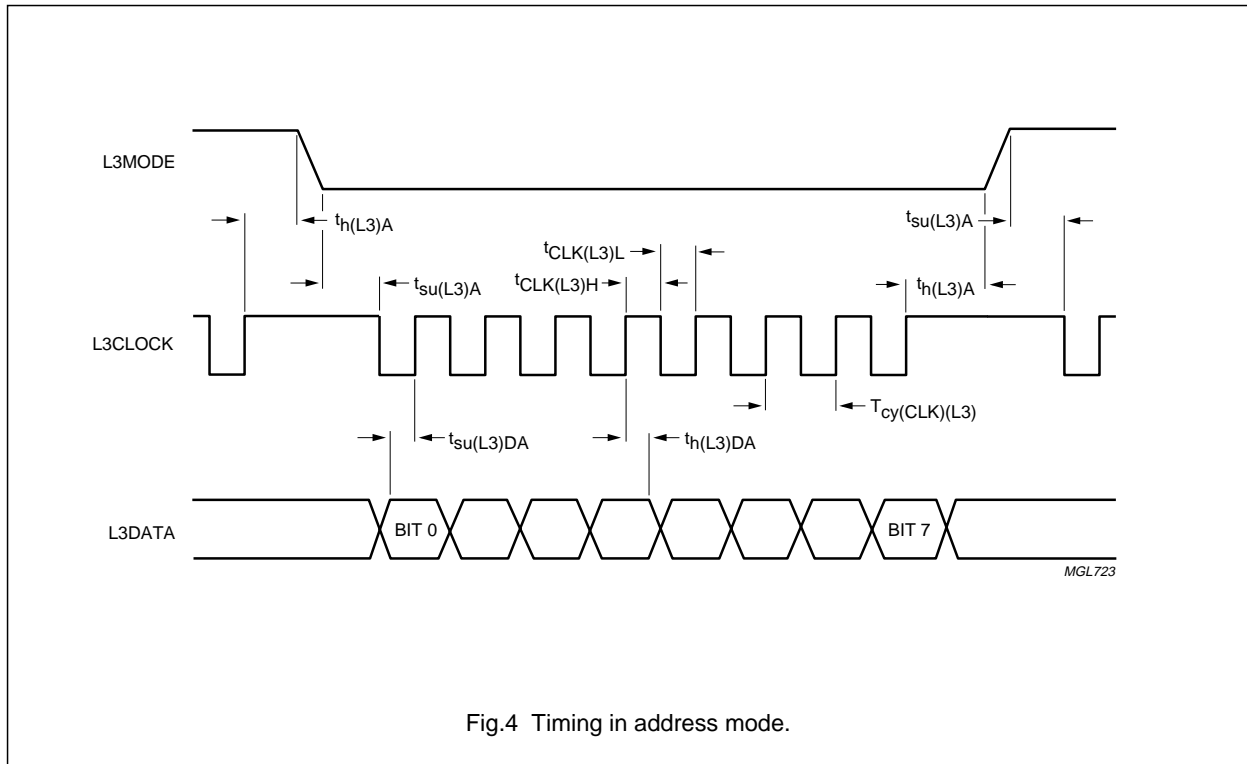 L3MODE
th(L3)A
tsu(L3)A
tCLK(L3)L
tCLK(L3)H
tsu(L3)A
th(L3)A
L3CLOCK
Tcy(CLK)(L3)
tsu(L3)DA
th(L3)DA
L3DATA
BIT 0
BIT 7
MGL723
Fig.4 Timing in address mode.